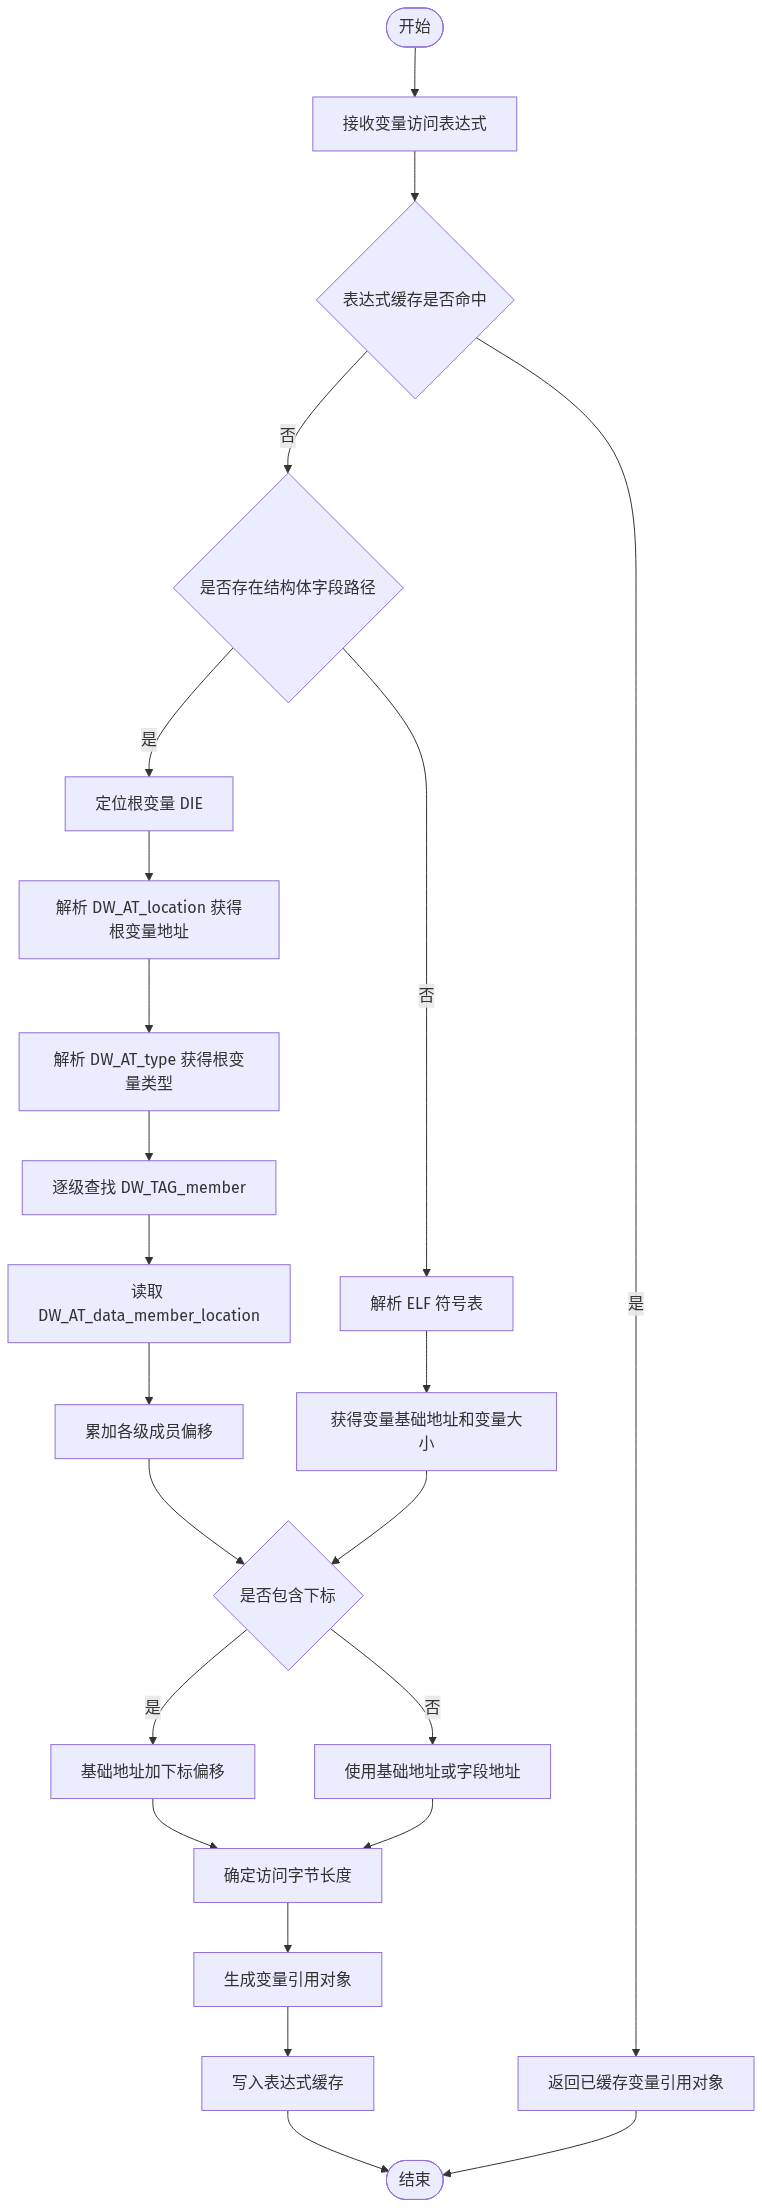 开始
接收变量访问表达式
表达式缓存是否命中
否
是否存在结构体字段路径
是
定位根变量 DIE
解析 DW_AT_location 获得
根变量地址
否
解析 DW_AT_type 获得根变
量类型
逐级查找 DW_TAG_member
读取
DW_AT_data_member_location
解析 ELF 符号表
是
累加各级成员偏移
获得变量基础地址和变量大
小
是否包含下标
是
否
基础地址加下标偏移
使用基础地址或字段地址
确定访问字节长度
生成变量引用对象
写入表达式缓存
返回已缓存变量引用对象
结束